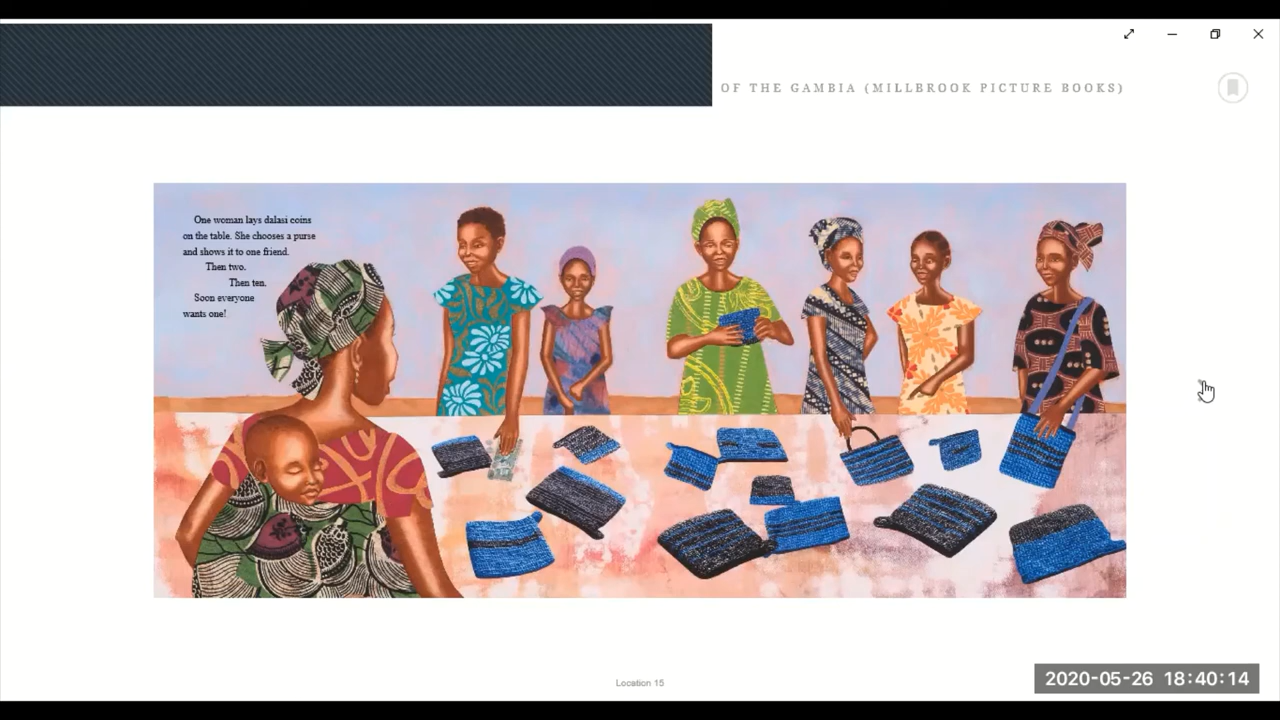 OF THE GAMBIA (MILLBROOK PICTURE BOOKS)
One woman lays dalasi coins
on the table. She chooses a purse
and shows it to one friend.
Then two.
Then ten.
Soon everyone
wants one!
Location 15
2020-05-26 18:40:14